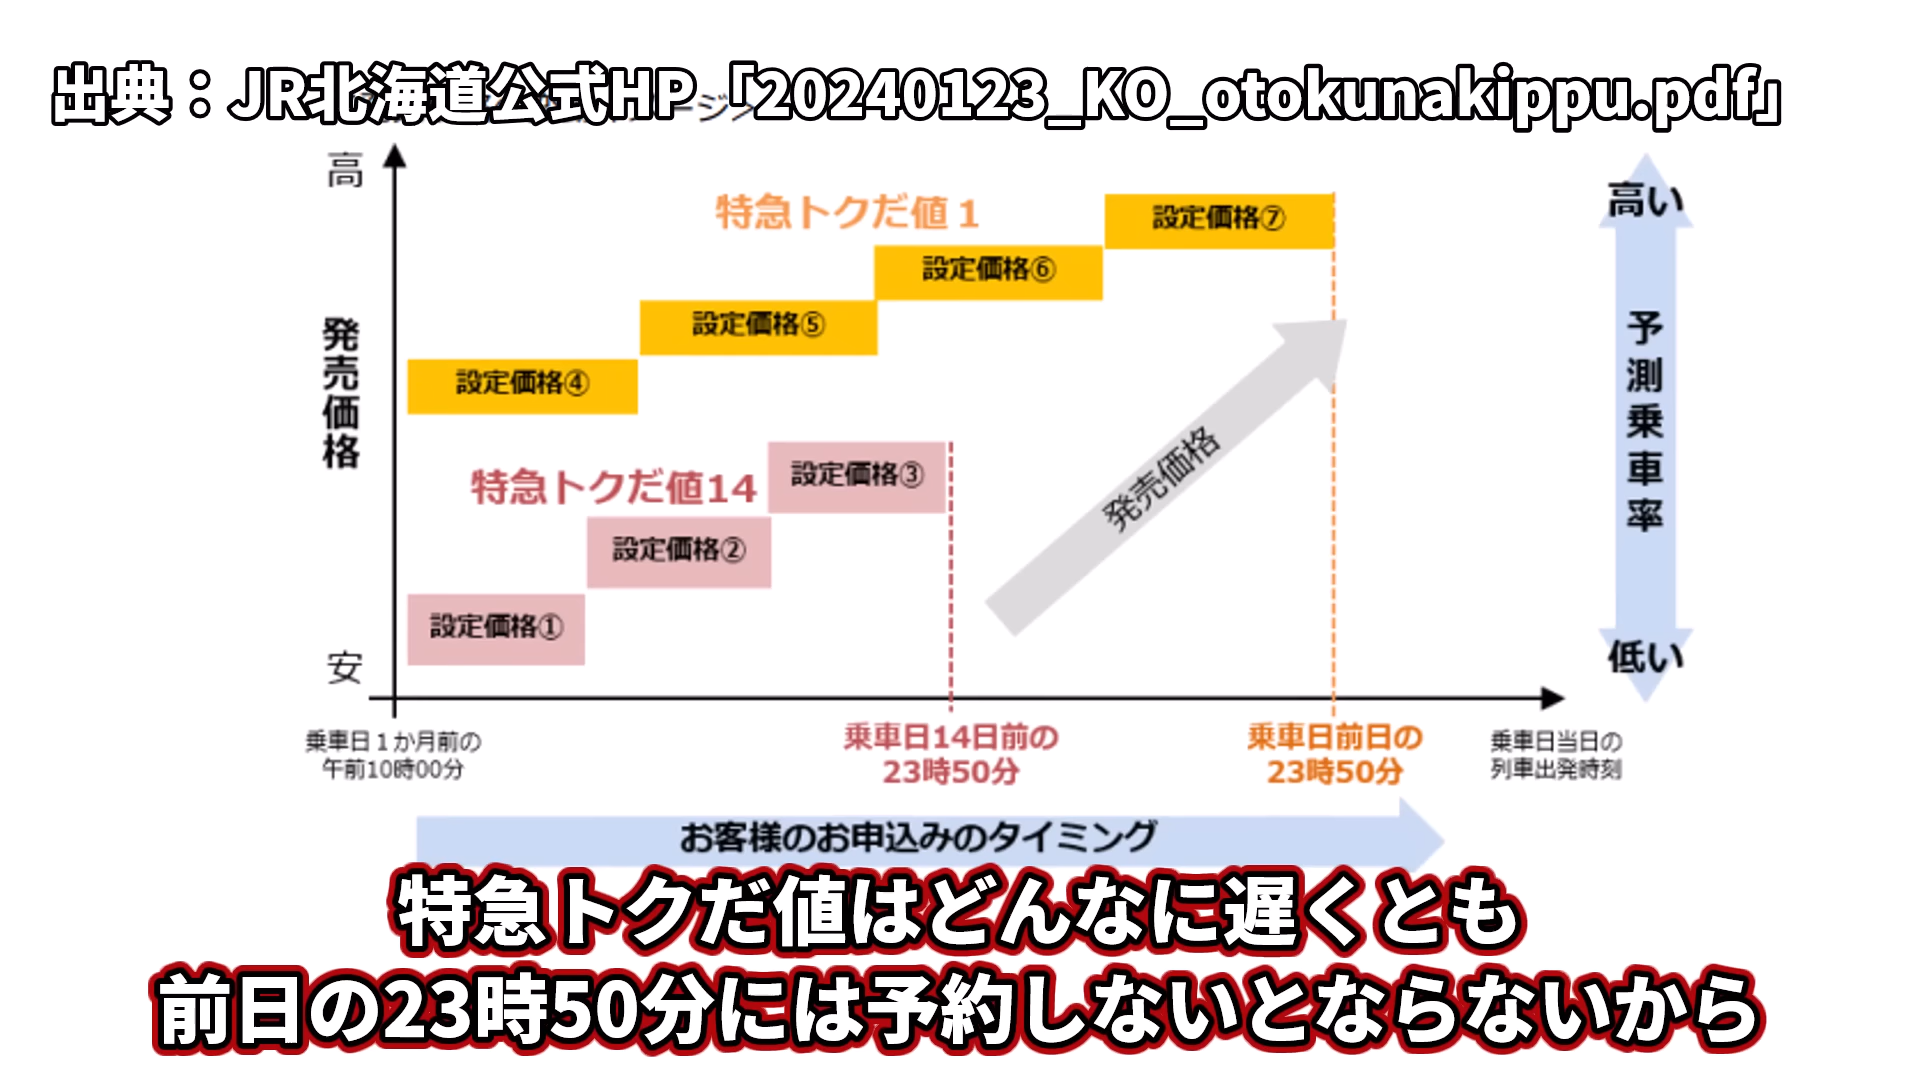 出典：JR北海道公式HP「20240123_KO_otokunakippu.pdf」
高
発売価格
安
特急トクだ値１
設定価格⑦
設定価格⑥
設定価格⑤
設定価格④
特急トクだ値14
設定価格③
設定価格②
設定価格①
発売価格
高い
予測乗車率
低い
乗車日１か月前の
午前10時00分
乗車日14日前の
23時50分
乗車日前日の
23時50分
乗車日当日の
列車出発時刻
お客様のお申込みのタイミング
特急トクだ値はどんなに遅くとも
前日の23時50分には予約しないとならないから